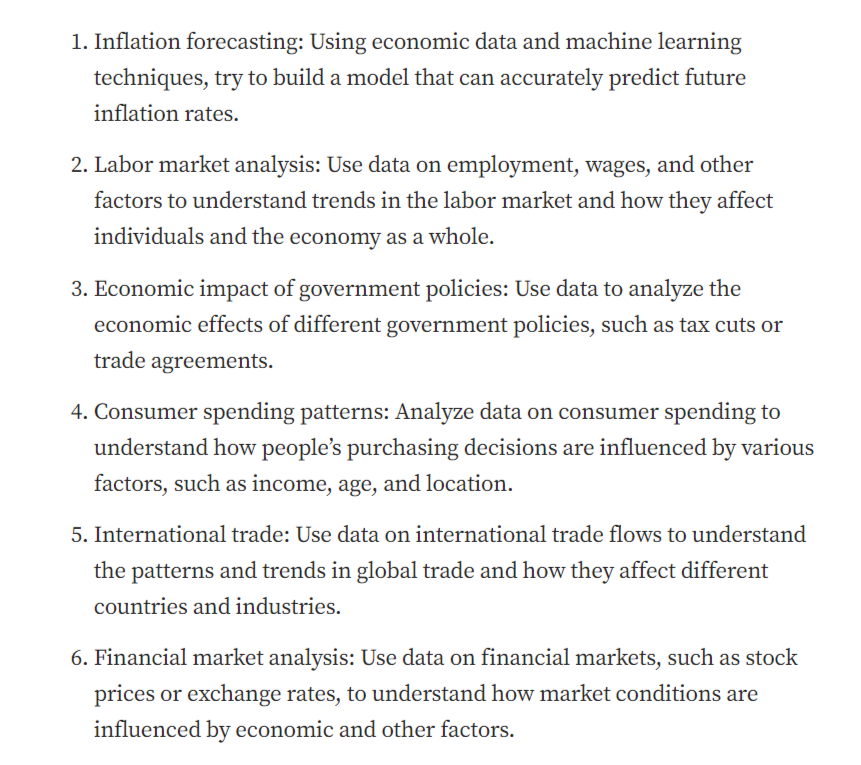 1. Inflation forecasting: Using economic data and machine learning
techniques, try to build a model that can accurately predict future
inflation rates.
2. Labor market analysis: Use data on employment, wages, and other
factors to understand trends in the labor market and how they affect
individuals and the economy as a whole.
3. Economic impact of government policies: Use data to analyze the
economic effects of different government policies, such as tax cuts or
trade agreements.
4. Consumer spending patterns: Analyze data on consumer spending to
understand how people’s purchasing decisions are influenced by various
factors, such as income, age, and location.
5. International trade: Use data on international trade flows to understand
the patterns and trends in global trade and how they affect different
countries and industries.
6. Financial market analysis: Use data on financial markets, such as stock
prices or exchange rates, to understand how market conditions are
influenced by economic and other factors.